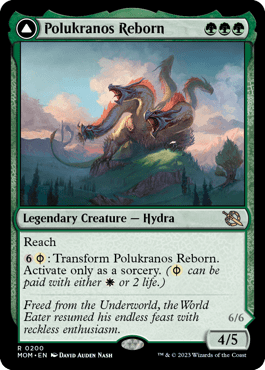 Polukranos Reborn
Reach
6 : Transform Polukranos Reborn.
Activate only as a sorcery. ( can be
paid with either or 2 life.)
Freed from the Underworld, the World
Eater resumed his endless feast with
reckless enthusiasm.
6/6
4/5
Legendary Creature — Hydra
R 0200
MOM • EN DAVID AUDEN NASH
™ & © 2023 Wizards of the Coast